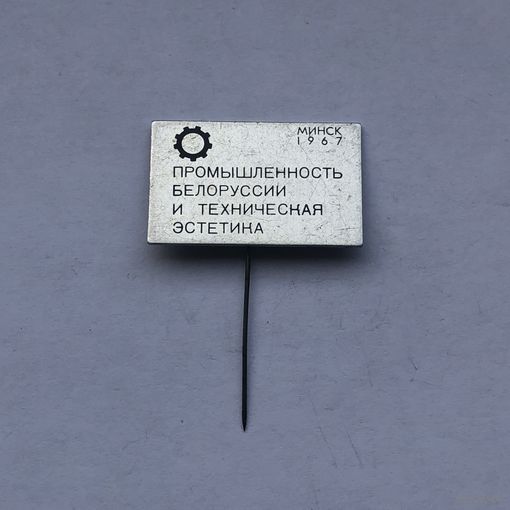 МИНСК
1967
ПРОМЫШЛЕННОСТЬ
БЕЛОРУССИИ
И ТЕХНИЧЕСКАЯ
ЭСТЕТИКА